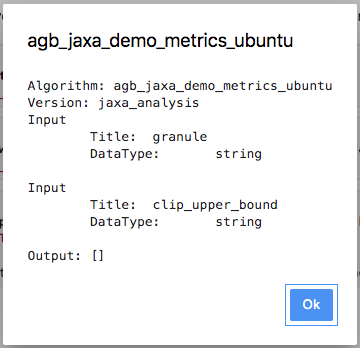 agb_jaxa_demo_metrics_ubuntu
Algorithm: agb_jaxa_demo_metrics_ubuntu
Version: jaxa_analysis
Input
Title: granule
DataType: string
Input
Title: clip_upper_bound
DataType: string
Output: []
Ok